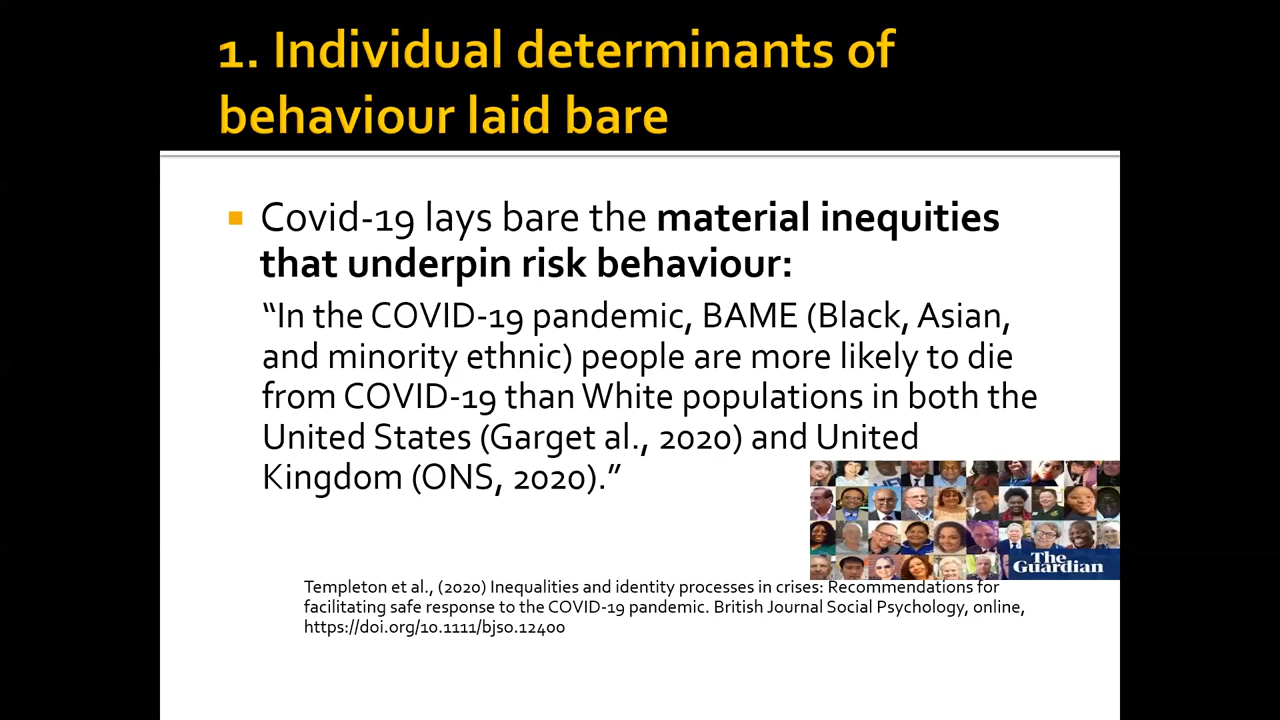 1. Individual determinants of
behaviour laid bare
Covid-19 lays bare the material inequities
that underpin risk behaviour:
“In the COVID-19 pandemic, BAME (Black, Asian,
and minority ethnic) people are more likely to die
from COVID-19 than White populations in both the
United States (Garget al., 2020) and United
Kingdom (ONS, 2020).”
The
Guardian
Templeton et al., (2020) Inequalities and identity processes in crises: Recommendations for
facilitating safe response to the COVID-19 pandemic. British Journal Social Psychology, online,
https://doi.org/10.1111/bjso.12400